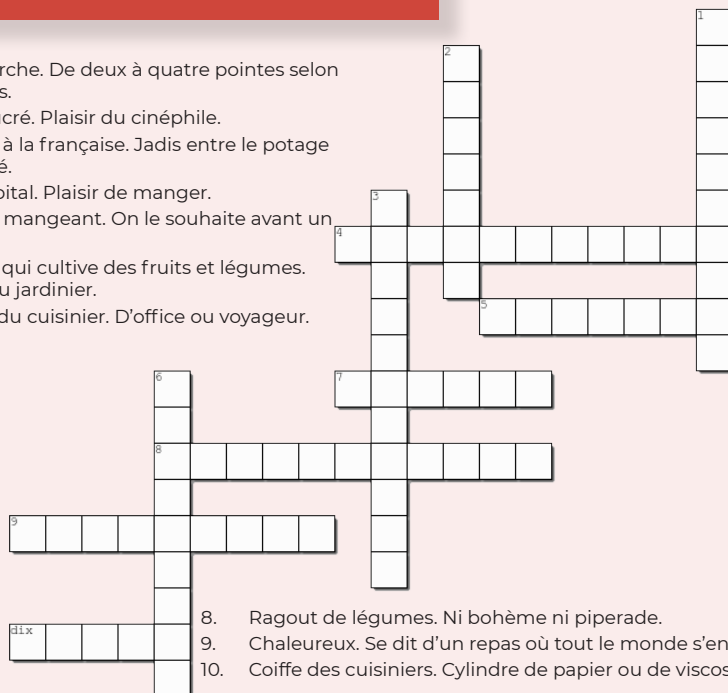 rche. De deux à quatre pointes selon
s.
cré. Plaisir du cinéphile.
à la française. Jadis entre le potage
é.
pital. Plaisir de manger.
mangeant. On le souhaite avant un
qui cultive des fruits et légumes.
u jardinier.
du cuisinier. D’office ou voyageur.
1
2
3
4
5
6
7
8
9
dix
8. Ragout de légumes. Ni bohème ni piperade.
9. Chaleureux. Se dit d’un repas où tout le monde s’en
10. Coiffe des cuisiniers. Cylindre de papier ou de viscos